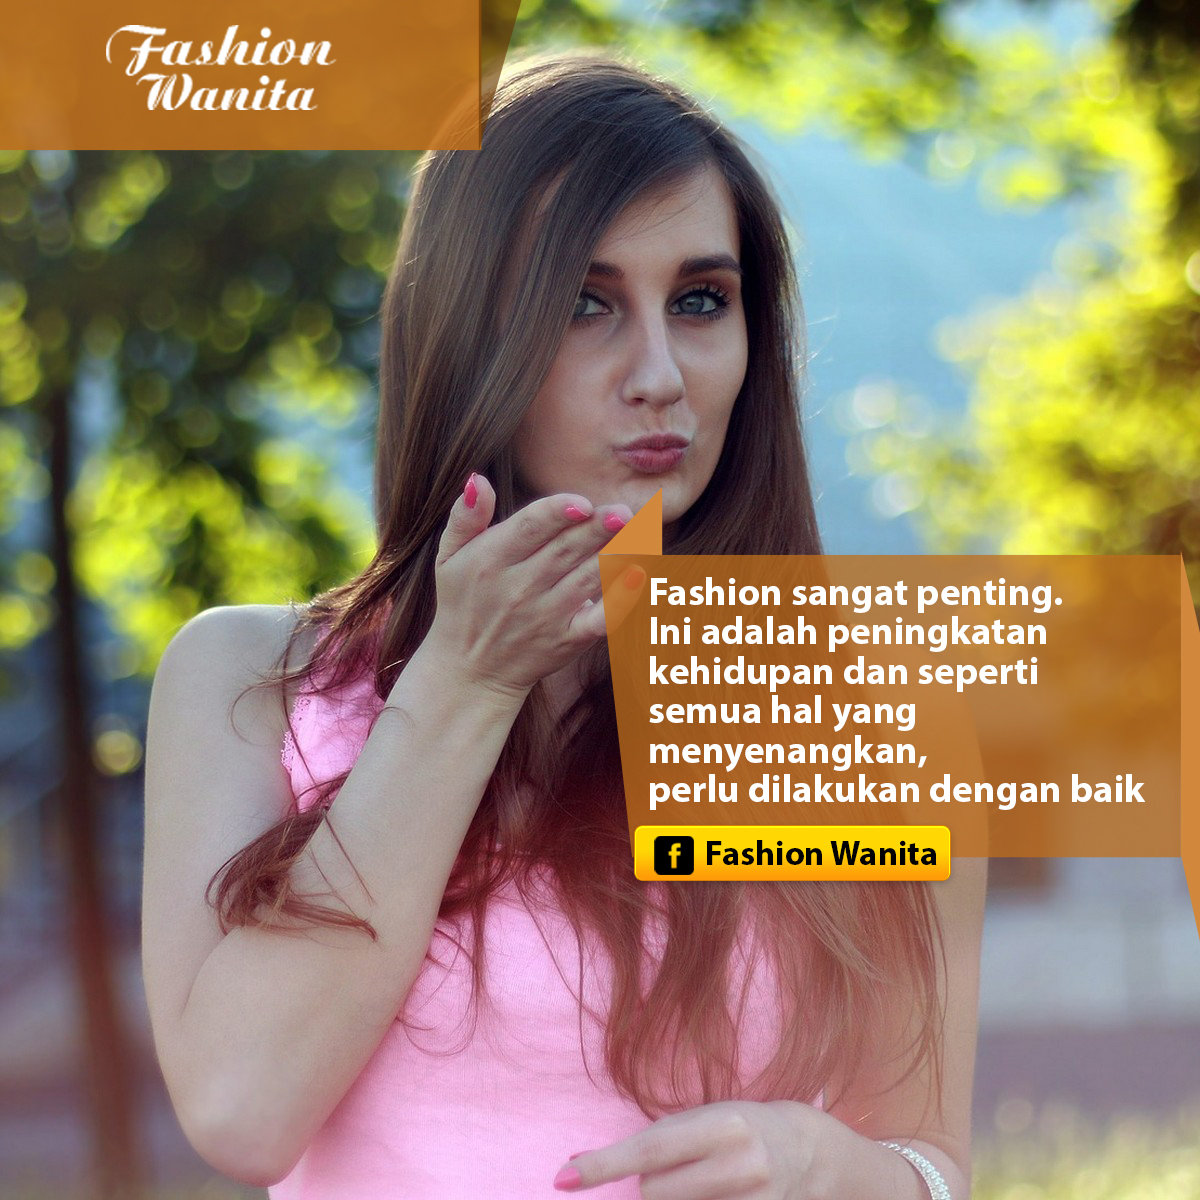 Fashion
Wanita
Fashion sangat penting.
Ini adalah peningkatan
kehidupan dan seperti
semua hal yang
menyenangkan,
perlu dilakukan dengan baik
f Fashion Wanita